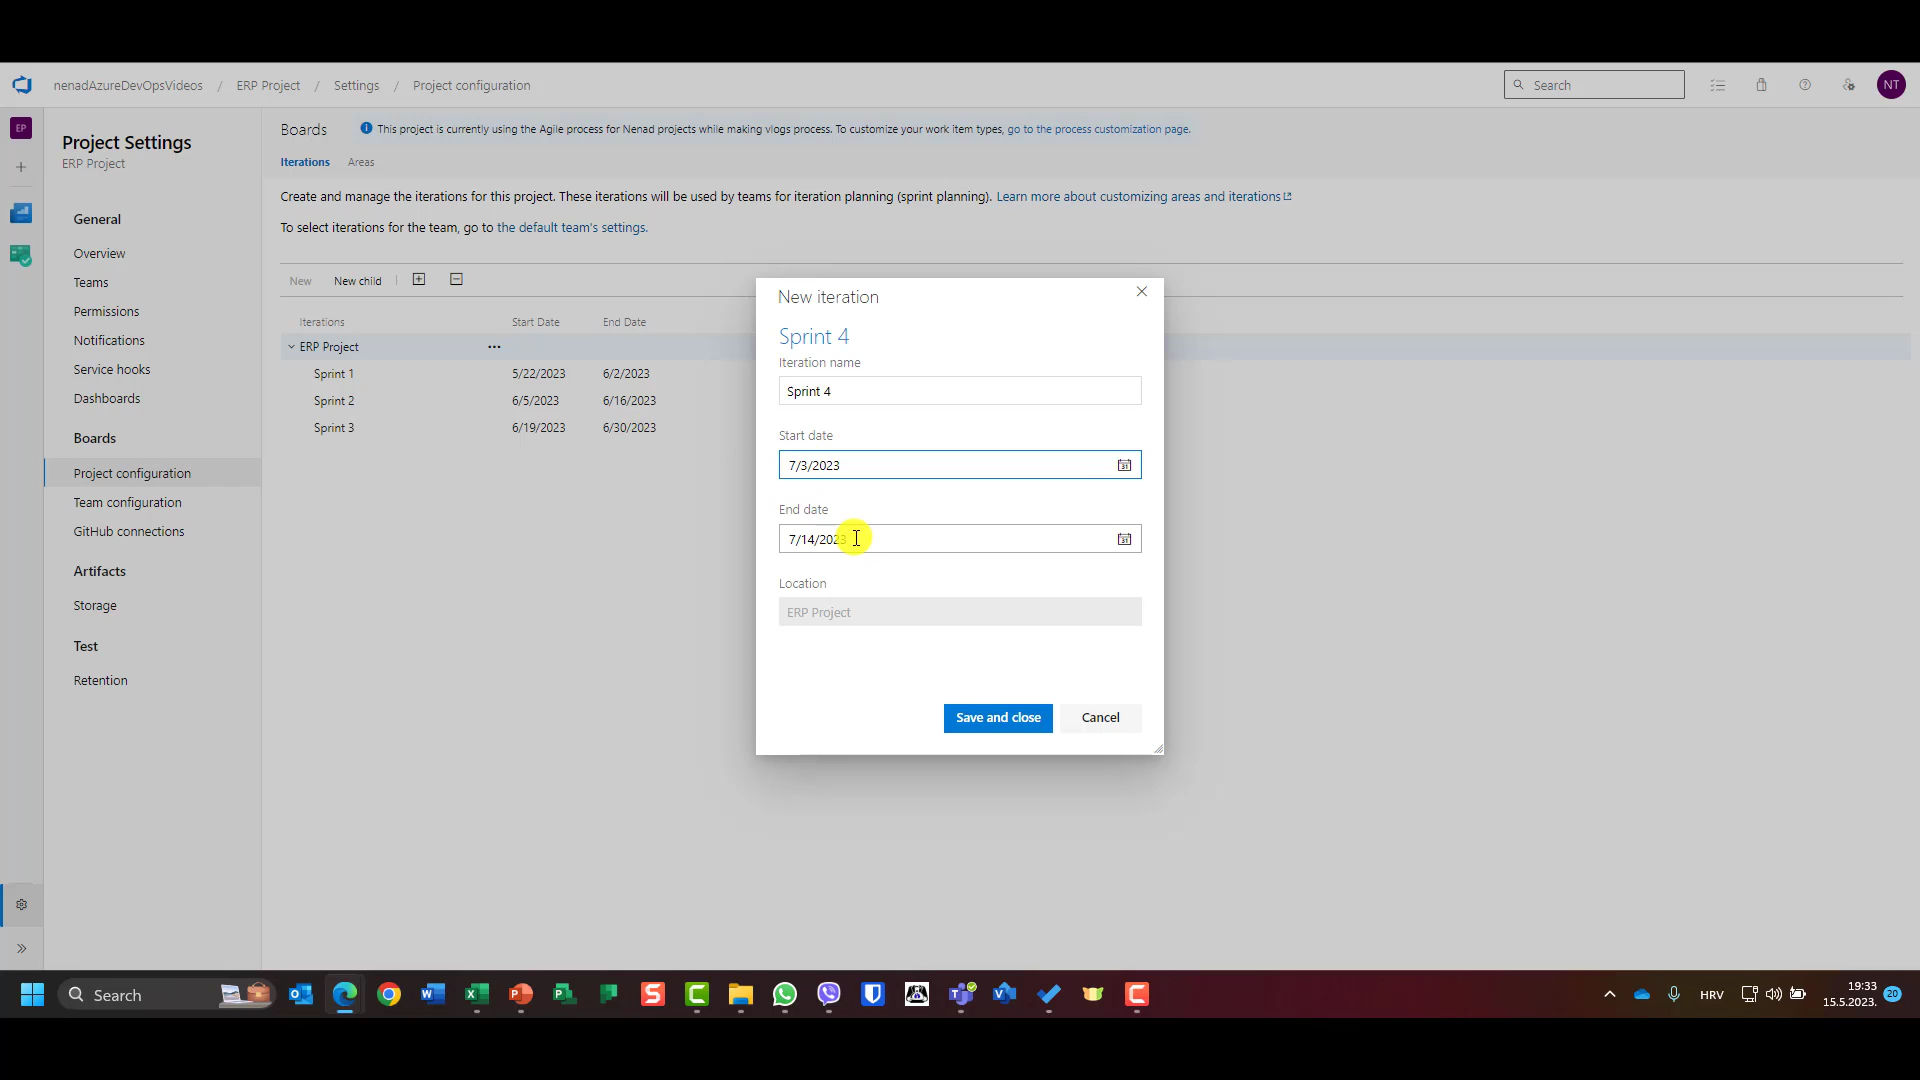 nenadAzureDevOpsVideos / ERP Project / Settings / Project configuration
Search
NT
EP
Project Settings
ERP Project
General
Overview
Teams
Permissions
Notifications
Service hooks
Dashboards
Boards
Project configuration
Team configuration
GitHub connections
Artifacts
Storage
Test
Retention
Boards
This project is currently using the Agile process for Nenad projects while making vlogs process. To customize your work item types, go to the process customization page.
Iterations Areas
Create and manage the iterations for this project. These iterations will be used by teams for iteration planning (sprint planning). Learn more about customizing areas and iterations
To select iterations for the team, go to the default team's settings.
New New child
Iterations Start Date End Date
ERP Project
Sprint 1 5/22/2023 6/2/2023
Sprint 2 6/5/2023 6/16/2023
Sprint 3 6/19/2023 6/30/2023
New iteration
Sprint 4
Iteration name
Sprint 4
Start date
7/3/2023
End date
7/14/2023
Location
ERP Project
Save and close Cancel
Search
HRV
19:33
15.5.2023.
20